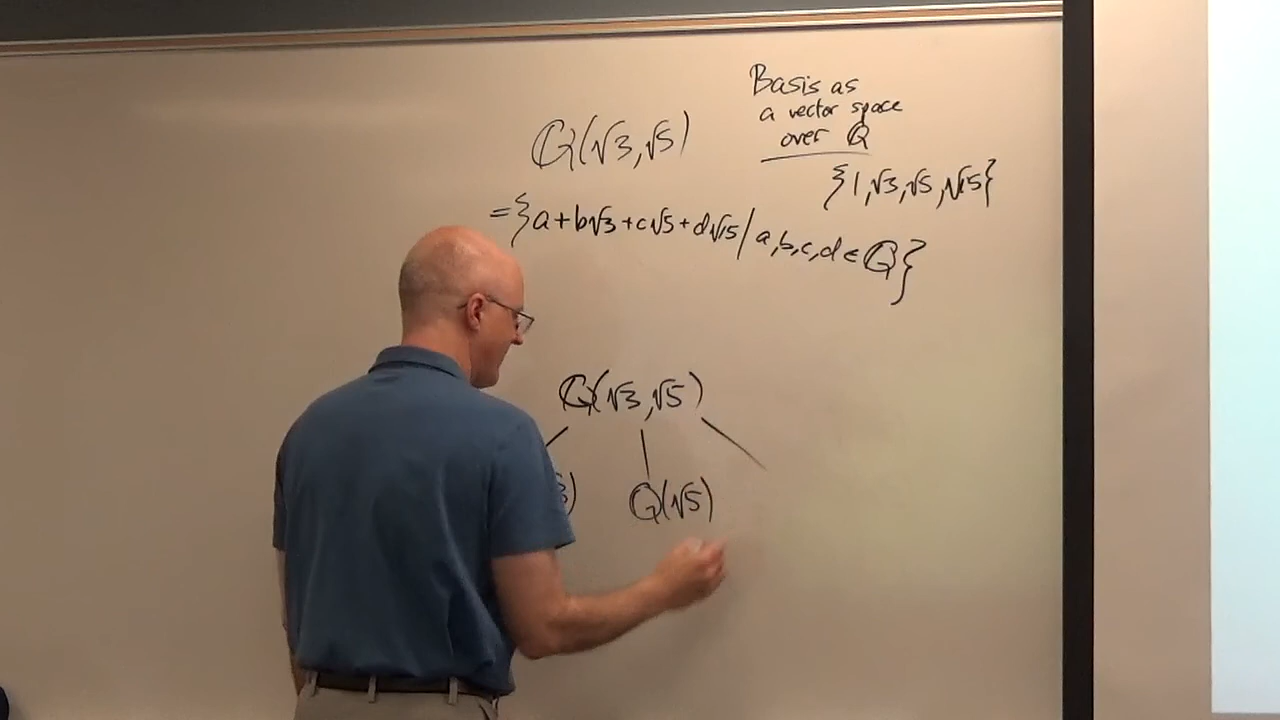 Basis as
a vector space
over ℚ
ℚ(√3,√5)
{1,√3,√5,√15}
={a+b√3+c√5+d√15|a,b,c,d∈ℚ}
ℚ(√3,√5)
ℚ(√5)